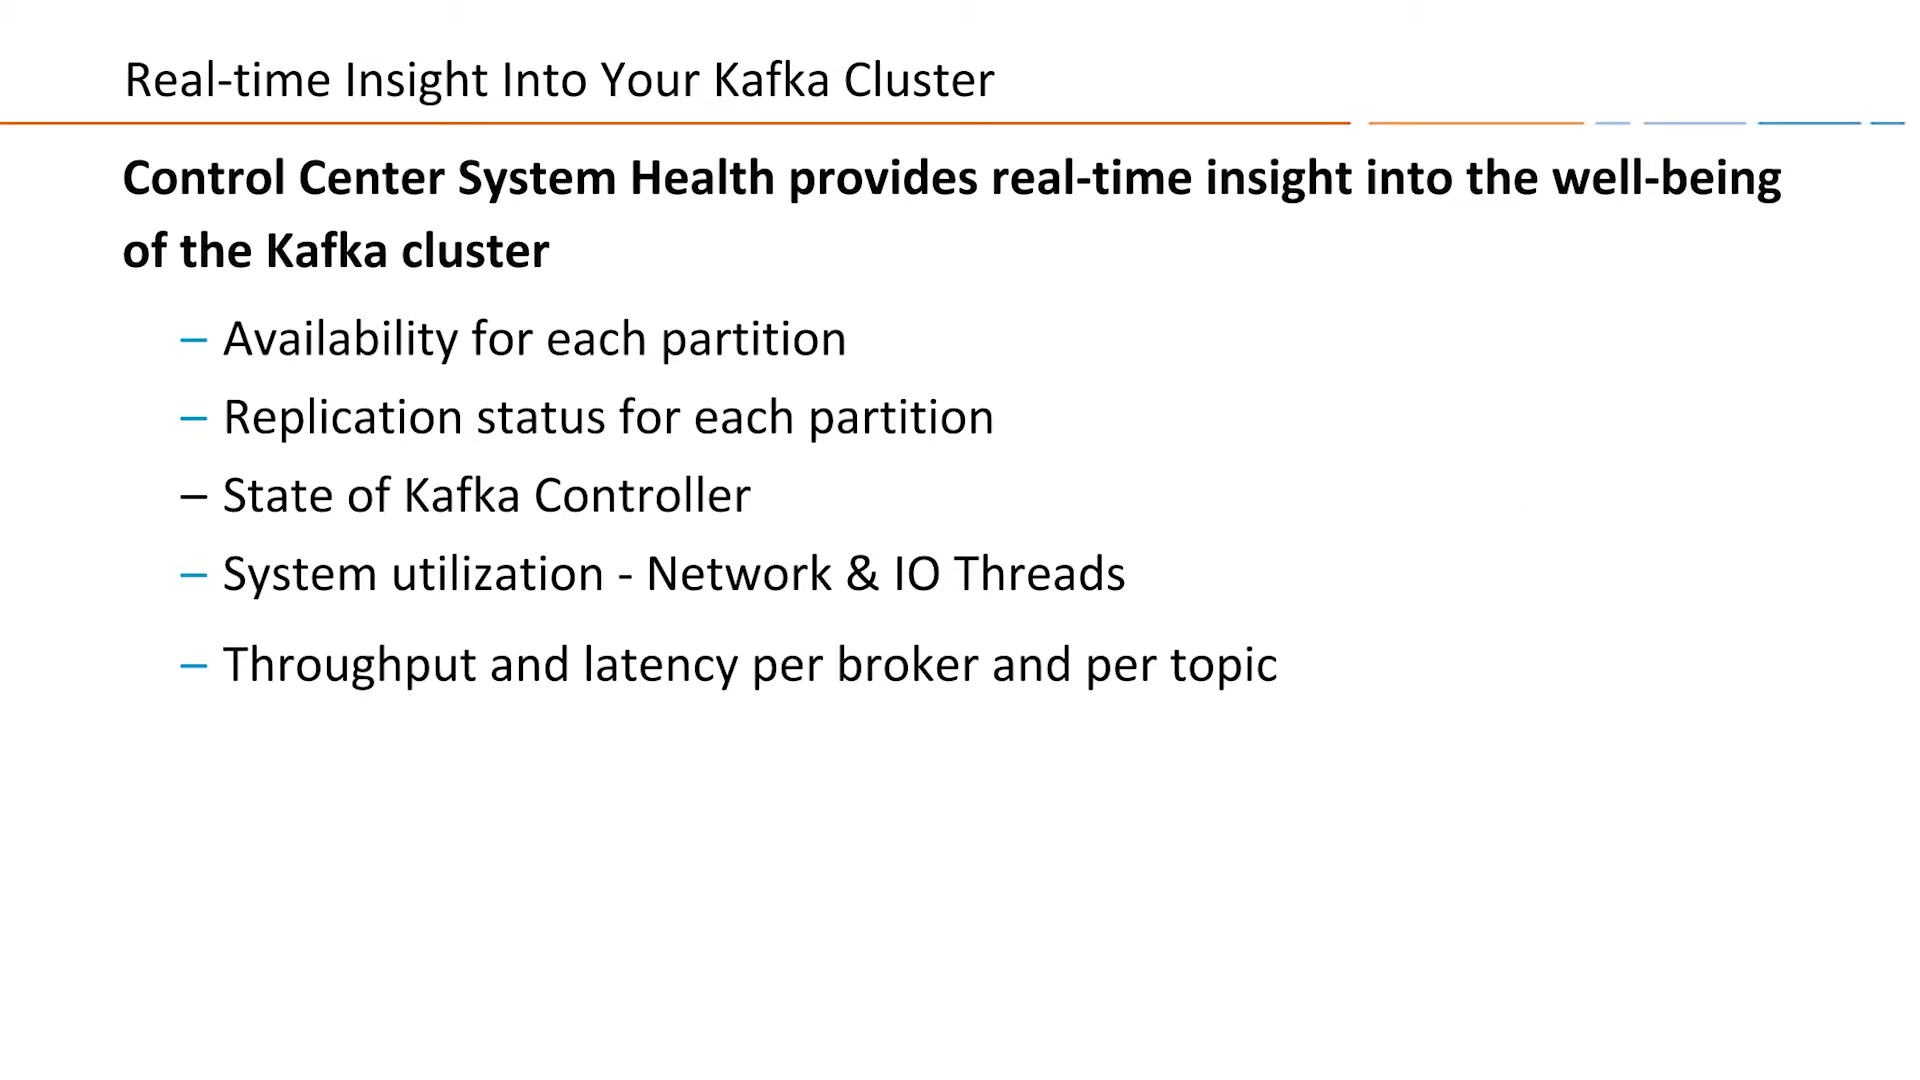 Real-time Insight Into Your Kafka Cluster
Control Center System Health provides real-time insight into the well-being
of the Kafka cluster
– Availability for each partition
– Replication status for each partition
– State of Kafka Controller
– System utilization - Network & IO Threads
– Throughput and latency per broker and per topic